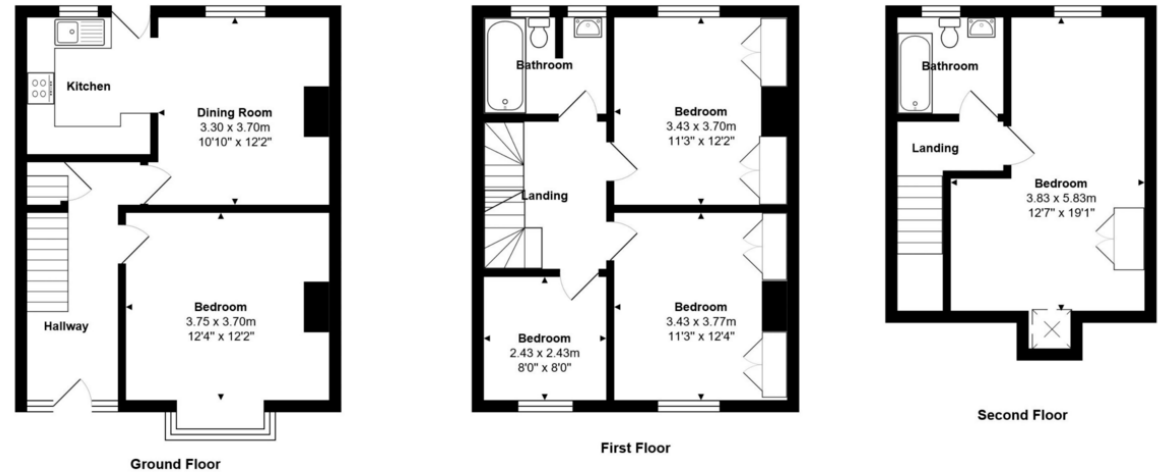 Kitchen
Dining Room
3.30 x 3.70m
10'10" x 12'2"
Bedroom
3.75 x 3.70m
12'4" x 12'2"
Hallway
Ground Floor
Bathroom
Bedroom
3.43 x 3.70m
11'3" x 12'2"
Landing
Bedroom
3.43 x 3.77m
11'3" x 12'4"
Bedroom
2.43 x 2.43m
8'0" x 8'0"
First Floor
Bathroom
Landing
Bedroom
3.83 x 5.83m
12'7" x 19'1"
Second Floor